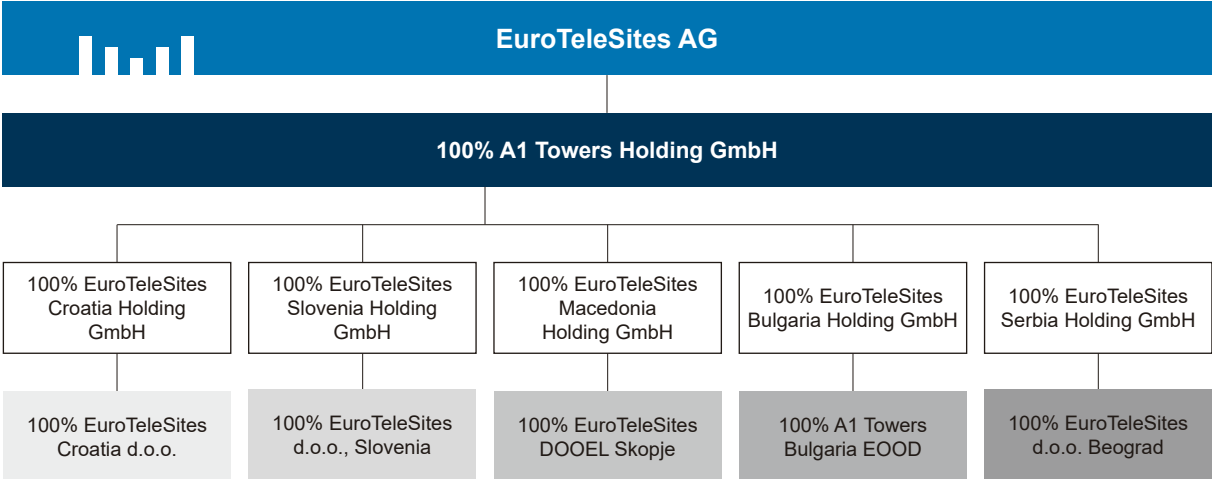 EuroTeleSites AG
100% A1 Towers Holding GmbH
100% EuroTeleSites
Croatia Holding
GmbH
100% EuroTeleSites
Slovenia Holding
GmbH
100% EuroTeleSites
Macedonia
Holding GmbH
100% EuroTeleSites
Bulgaria Holding GmbH
100% EuroTeleSites
Serbia Holding GmbH
100% EuroTeleSites
Croatia d.o.o.
100% EuroTeleSites
d.o.o., Slovenia
100% EuroTeleSites
DOOEL Skopje
100% A1 Towers
Bulgaria EOOD
100% EuroTeleSites
d.o.o. Beograd